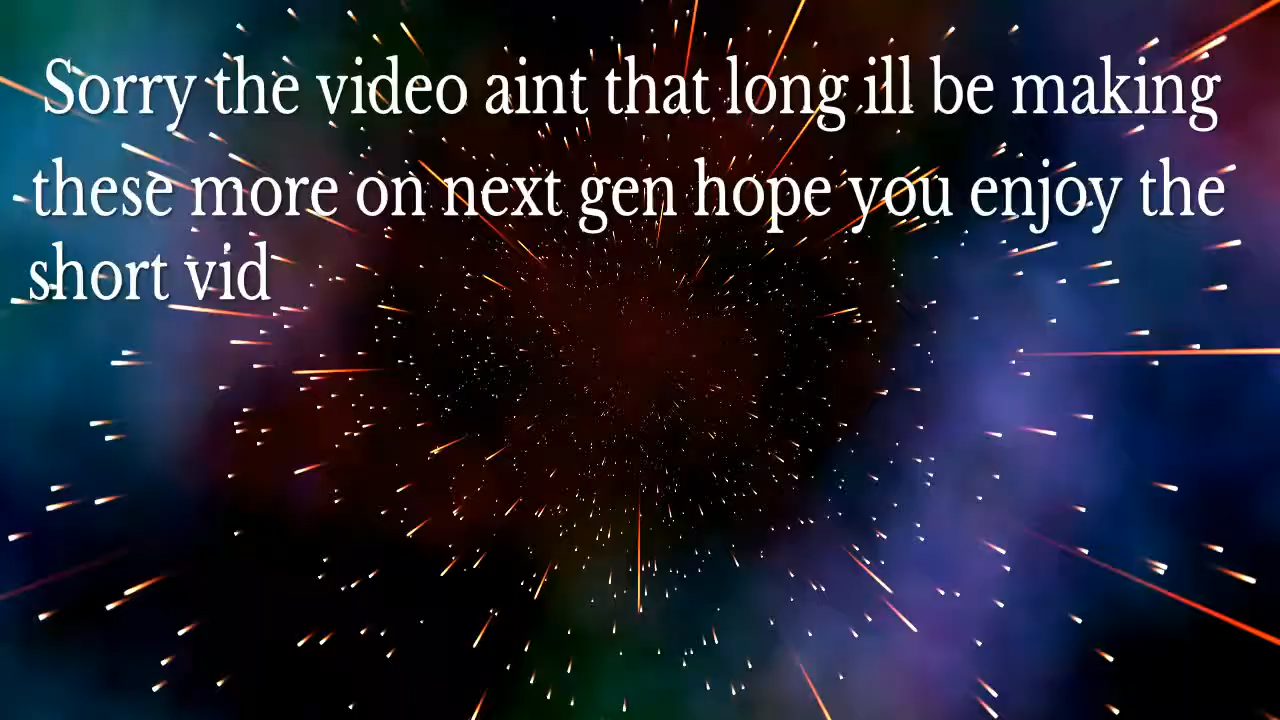 Sorry the video aint that long ill be making
these more on next gen hope you enjoy the
short vid